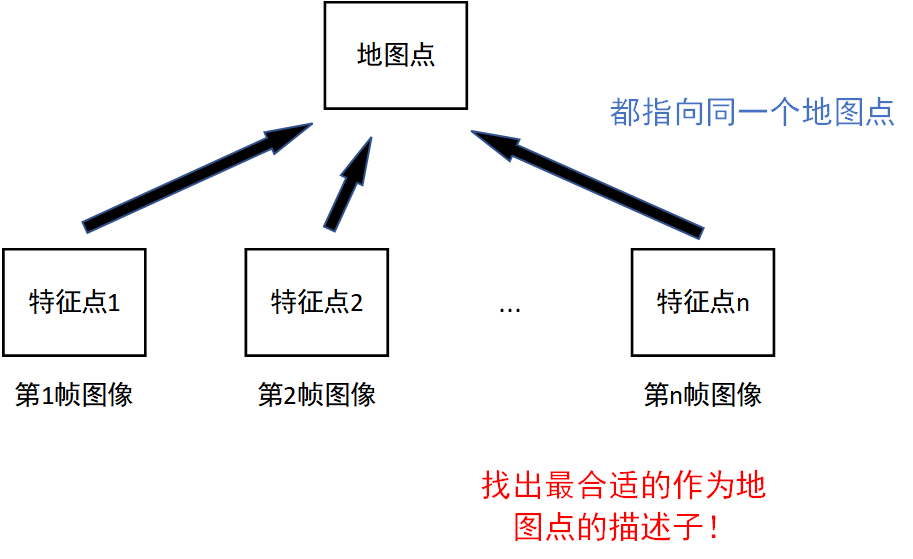 地图点
都指向同一个地图点
特征点1
特征点2
...
特征点n
第1帧图像
第2帧图像
第n帧图像
找出最合适的作为地
图点的描述子！